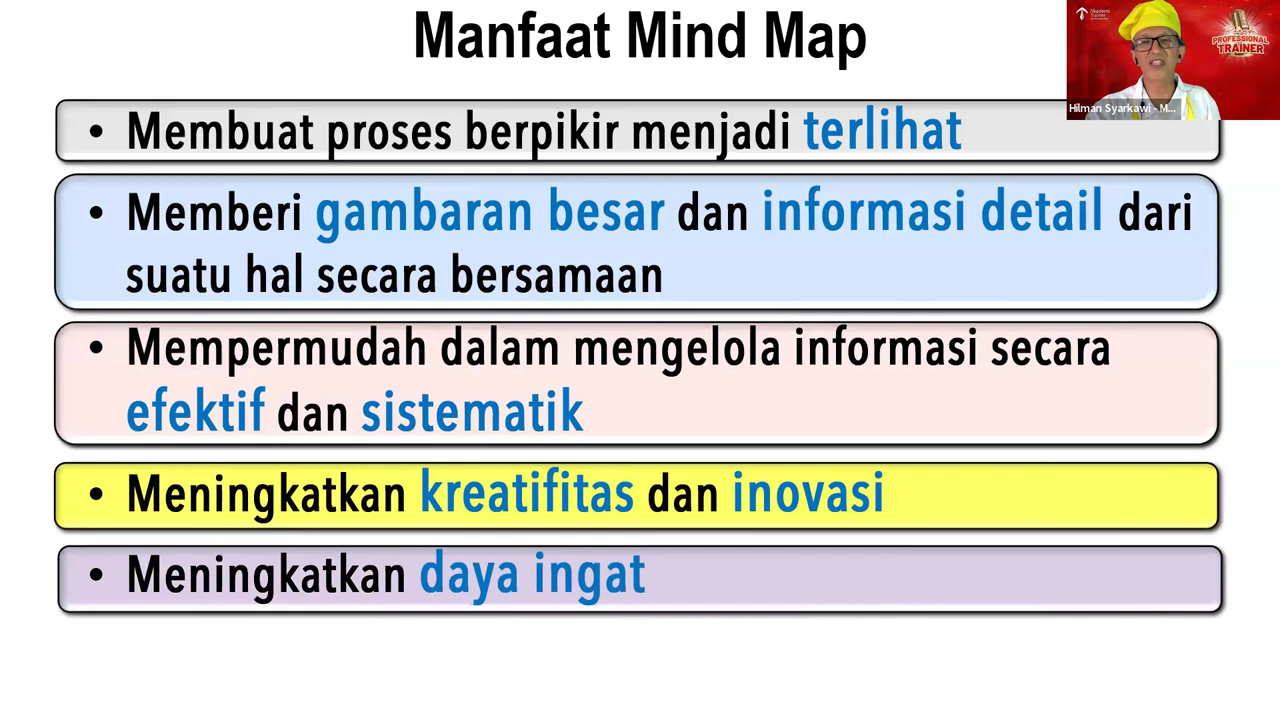 Manfaat Mind Map
Akademi
Trainer
PROFESSIONAL
TRAINER
Hilman Syarkawi - M...
• Membuat proses berpikir menjadi terlihat
• Memberi gambaran besar dan informasi detail dari
suatu hal secara bersamaan
• Mempermudah dalam mengelola informasi secara
efektif dan sistematik
• Meningkatkan kreatifitas dan inovasi
• Meningkatkan daya ingat